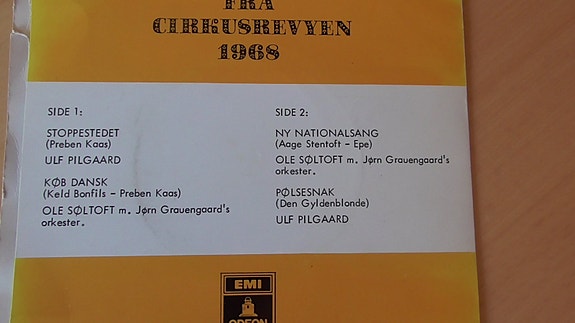 FRA
CIRKUSREVYEN
1968
SIDE 1:
STOPPESTEDET
(Preben Kaas)
ULF PILGAARD
KØB DANSK
(Keld Bonfils - Preben Kaas)
OLE SØLTOFT m. Jørn Grauengaard's
orkester.
SIDE 2:
NY NATIONALSANG
(Aage Stentoft - Epe)
OLE SØLTOFT m. Jørn Grauengaard's
orkester.
PØLSESNAK
(Den Gyldenblonde)
ULF PILGAARD
EMI
ODEON